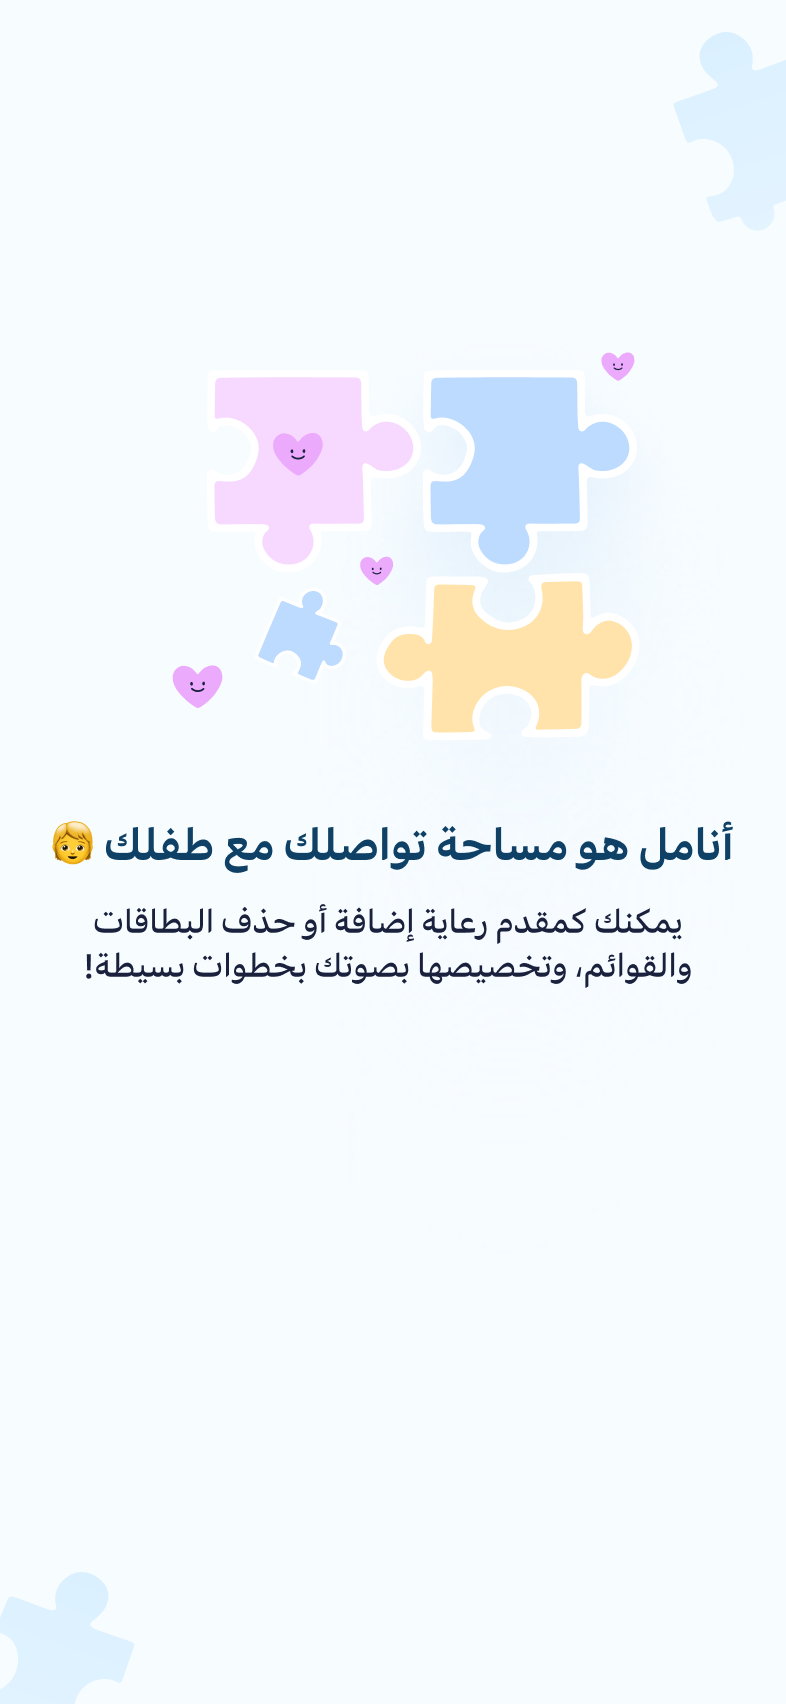 أنامل هو مساحة تواصلك مع طفلك 🧒
يمكنك كمقدم رعاية إضافة أو حذف البطاقات
والقوائم، وتخصيصها بصوتك بخطوات بسيطة!